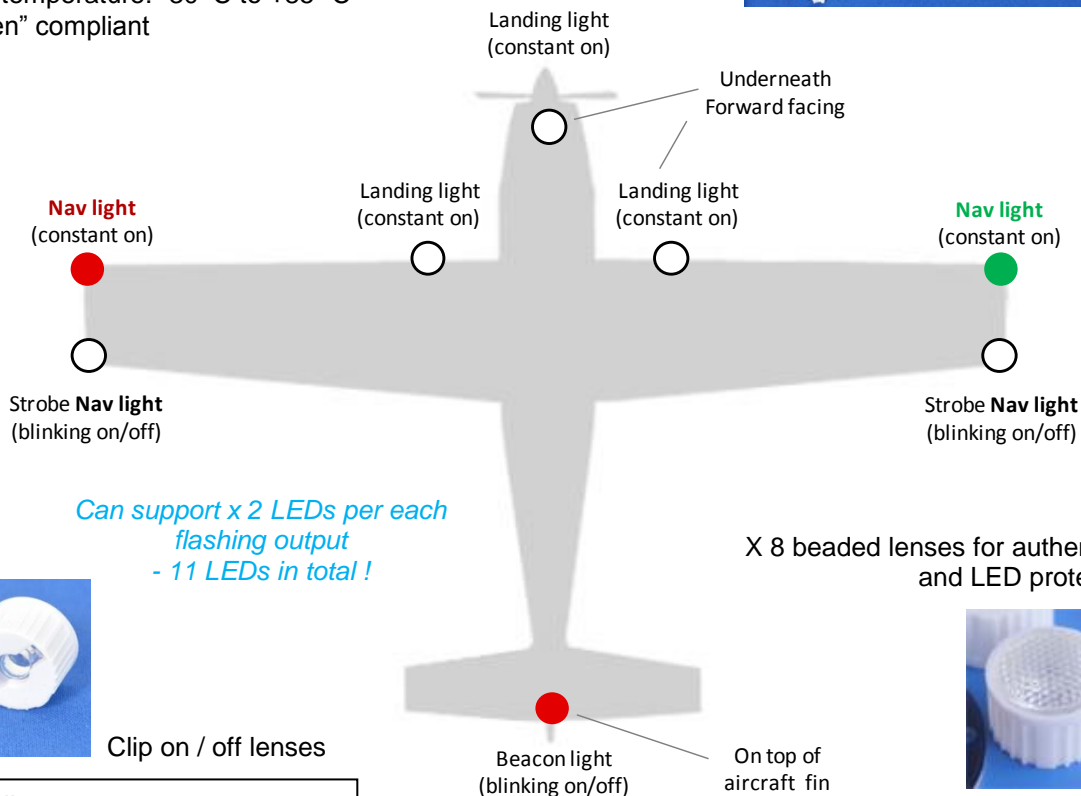 en” compliant
Landing light
(constant on)
Underneath
Forward facing
Landing light
(constant on)
Landing light
(constant on)
Nav light
(constant on)
Nav light
(constant on)
Strobe Nav light
(blinking on/off)
Strobe Nav light
(blinking on/off)
Can support x 2 LEDs per each
flashing output
- 11 LEDs in total !
X 8 beaded lenses for authen
and LED prote
Clip on / off lenses
Beacon light
(blinking on/off)
On top of
aircraft fin